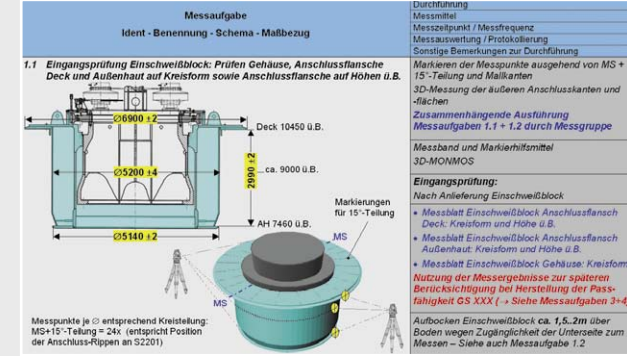 Messaufgabe
Ident - Benennung - Schema - Maßbezug
Durchführung
Messmittel
Messzeitpunkt / Messfrequenz
Messauswertung / Protokollierung
Sonstige Bemerkungen zur Durchführung
1.1 Eingangsprüfung Einschweißblock: Prüfen Gehäuse, Anschlussflansche
Deck und Außenhaut auf Kreisform sowie Anschlussflansche auf Höhen ü.B.
∅6900 ±2
Deck 10450 ü.B.
∅5200 ±4
2990 ±2
ca. 9000 ü.B.
AH 7460 ü.B.
∅5140 ±2
Markierungen
für 15°-Teilung
MS
MS
Messpunkte je ∅ entsprechend Kreisteilung:
MS+15°-Teilung = 24x (entspricht Position
der Anschluss-Rippen an S2201)
Markieren der Messpunkte ausgehend von MS +
15°-Teilung und Mallkanten
3D-Messung der äußeren Anschlusskanten und
-flächen
Zusammenhängende Ausführung
Messaufgaben 1.1 + 1.2 durch Messgruppe
Messband und Markierhilfsmittel
3D-MONMOS
Eingangsprüfung:
Nach Anlieferung Einschweißblock
• Messblatt Einschweißblock Anschlussflansch
Deck: Kreisform und Höhe ü.B.
• Messblatt Einschweißblock Anschlussflansch
Außenhaut: Kreisform und Höhe ü.B.
• Messblatt Einschweißblock Gehäuse: Kreisform
Nutzung der Messergebnisse zur späteren
Berücksichtigung bei Herstellung der Pass-
fähigkeit GS XXX (→ Siehe Messaufgaben 3+4)
Aufbocken Einschweißblock ca. 1,5..2m über
Boden wegen Zugänglichkeit der Unterseite zum
Messen – Siehe auch Messaufgabe 1.2